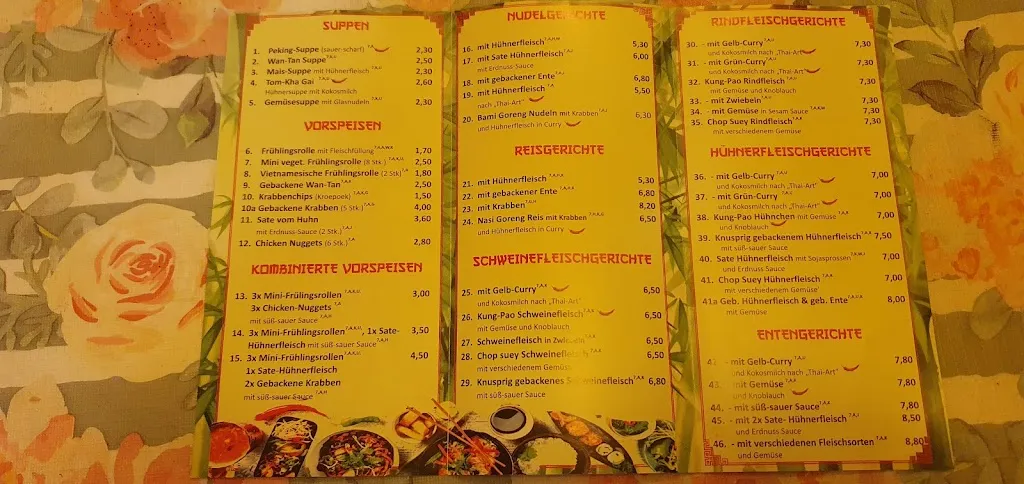 SUPPEN
1. Peking-Suppe (sauer-scharf) 2,30
2. Wan-Tan Suppe 2,50
3. Mais-Suppe mit Hühnerfleisch 2,30
4. Tom-Kha Gai 2,60
Hühnersuppe mit Kokosmilch
5. Gemüsesuppe mit Glasnudeln 2,30
VORSPEISEN
6. Frühlingsrolle mit Fleischfüllung 1,70
7. Mini veget. Frühlingsrolle (8 Stk.) 2,50
8. Vietnamesische Frühlingsrolle (2 Stk) 1,80
9. Gebackene Wan-Tan 2,50
10. Krabbenchips (Kroepoek) 1,50
10a Gebackene Krabben (5 Stk.) 4,00
11. Sate vom Huhn 3,60
mit Erdnuss-Sauce (2 Stk.)
12. Chicken Nuggets (6 Stk.) 2,80
KOMBINIERTE VORSPEISEN
13. 3x Mini-Frülingsrollen 3,00
3x Chicken-Nuggets
mit süß-sauer Sauce
14. 3x Mini-Frühlingsrollen, 1x Sate- 3,50
Hühnerfleisch mit süß-sauer Sauce
15. 3x Mini-Frühlingsrollen 4,50
1x Sate-Hühnerfleisch
2x Gebackene Krabben
mit süß-sauer Sauce
NUDELGERICHTE
16. mit Hühnerfleisch 5,30
17. mit Sate Hühnerfleisch 6,00
mit Erdnuss-Sauce
18. mit gebackener Ente 6,80
19. mit Hühnerfleisch 5,50
nach „Thai-Art"
20. Bami Goreng Nudeln mit Krabben 6,30
und Hühnerfleisch in Curry
REISGERICHTE
21. mit Hühnerfleisch 5,30
22. mit gebackener Ente 6,80
23. mit Krabben 8,20
24. Nasi Goreng Reis mit Krabben 6,50
und Hühnerfleisch in Curry
SCHWEINEFLEISCHGERICHTE
25. mit Gelb-Curry 6,50
und Kokosmilch nach „Thai-Art"
26. Kung-Pao Schweinefleisch 6,50
mit Gemüse und Knoblauch
27. Schweinefleisch in Zwiebeln 6,50
28. Chop suey Schweinefleisch 6,50
mit verschiedenem Gemüse
29. Knusprig gebackenes Schweinefleisch 6,80
mit süß-sauer Sauce
RINDFLEISCHGERICHTE
30. - mit Gelb-Curry 7,30
und Kokosmilch nach „Thai-Art"
31. - mit Grün-Curry 7,30
und Kokosmilch nach „Thai-Art"
32. Kung-Pao Rindfleisch 7,30
mit Gemüse und Knoblauch
33. - mit Zwiebeln 7,30
34. - mit Gemüse in Sesam Sauce 7,30
35. Chop Suey Rindfleisch 7,30
mit verschiedenem Gemüse
HÜHNERFLEISCHGERICHTE
36. - mit Gelb-Curry 7,00
und Kokosmilch nach „Thai-Art"
37. - mit Grün-Curry 7,00
und Kokosmilch nach „Thai-Art"
38. Kung-Pao Hühnchen mit Gemüse 7,00
und Knoblauch
39. Knusprig gebackenem Hühnerfleisch 7,50
mit süß-sauer Sauce
40. Sate Hühnerfleisch mit Sojasprossen 7,50
und Erdnuss Sauce
41. Chop Suey Hühnerfleisch 7,00
mit verschiedenem Gemüse
41a Geb. Hühnerfleisch & geb. Ente 8,00
mit Gemüse
ENTENGERICHTE
- mit Gelb-Curry 7,80
und Kokosmilch nach „Thai-Art"
43. - mit Gemüse 7,80
und Knoblauch
44. - mit süß-sauer Sauce 7,80
45. - mit 2x Sate- Hühnerfleisch 8,50
und Erdnuss Sauce
46. - mit verschiedenen Fleischsorten 8,80
und Gemüse